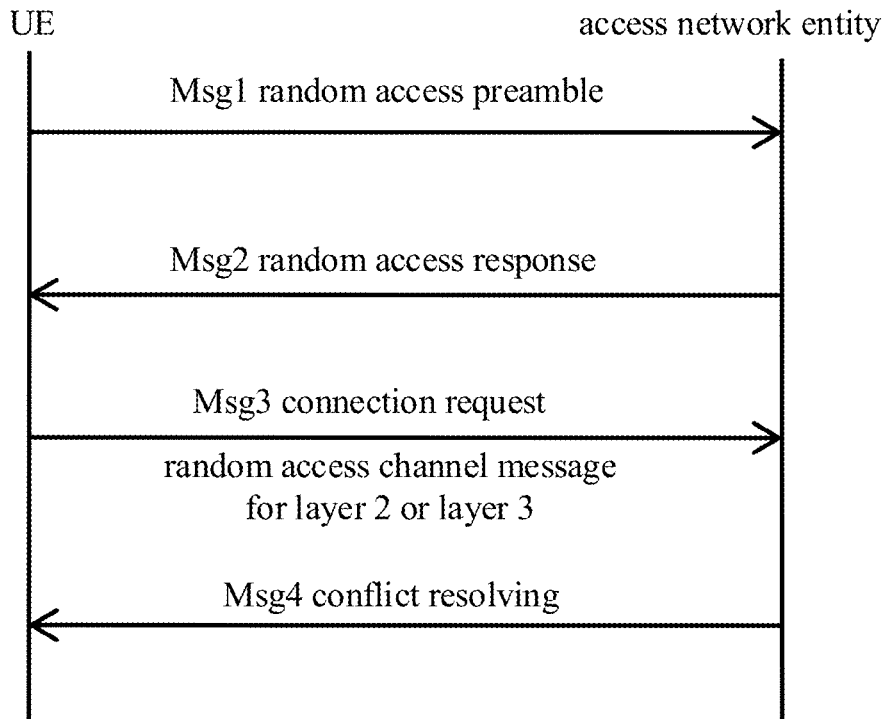 UE
access network entity
Msg1 random access preamble
Msg2 random access response
Msg3 connection request
random access channel message
for layer 2 or layer 3
Msg4 conflict resolving